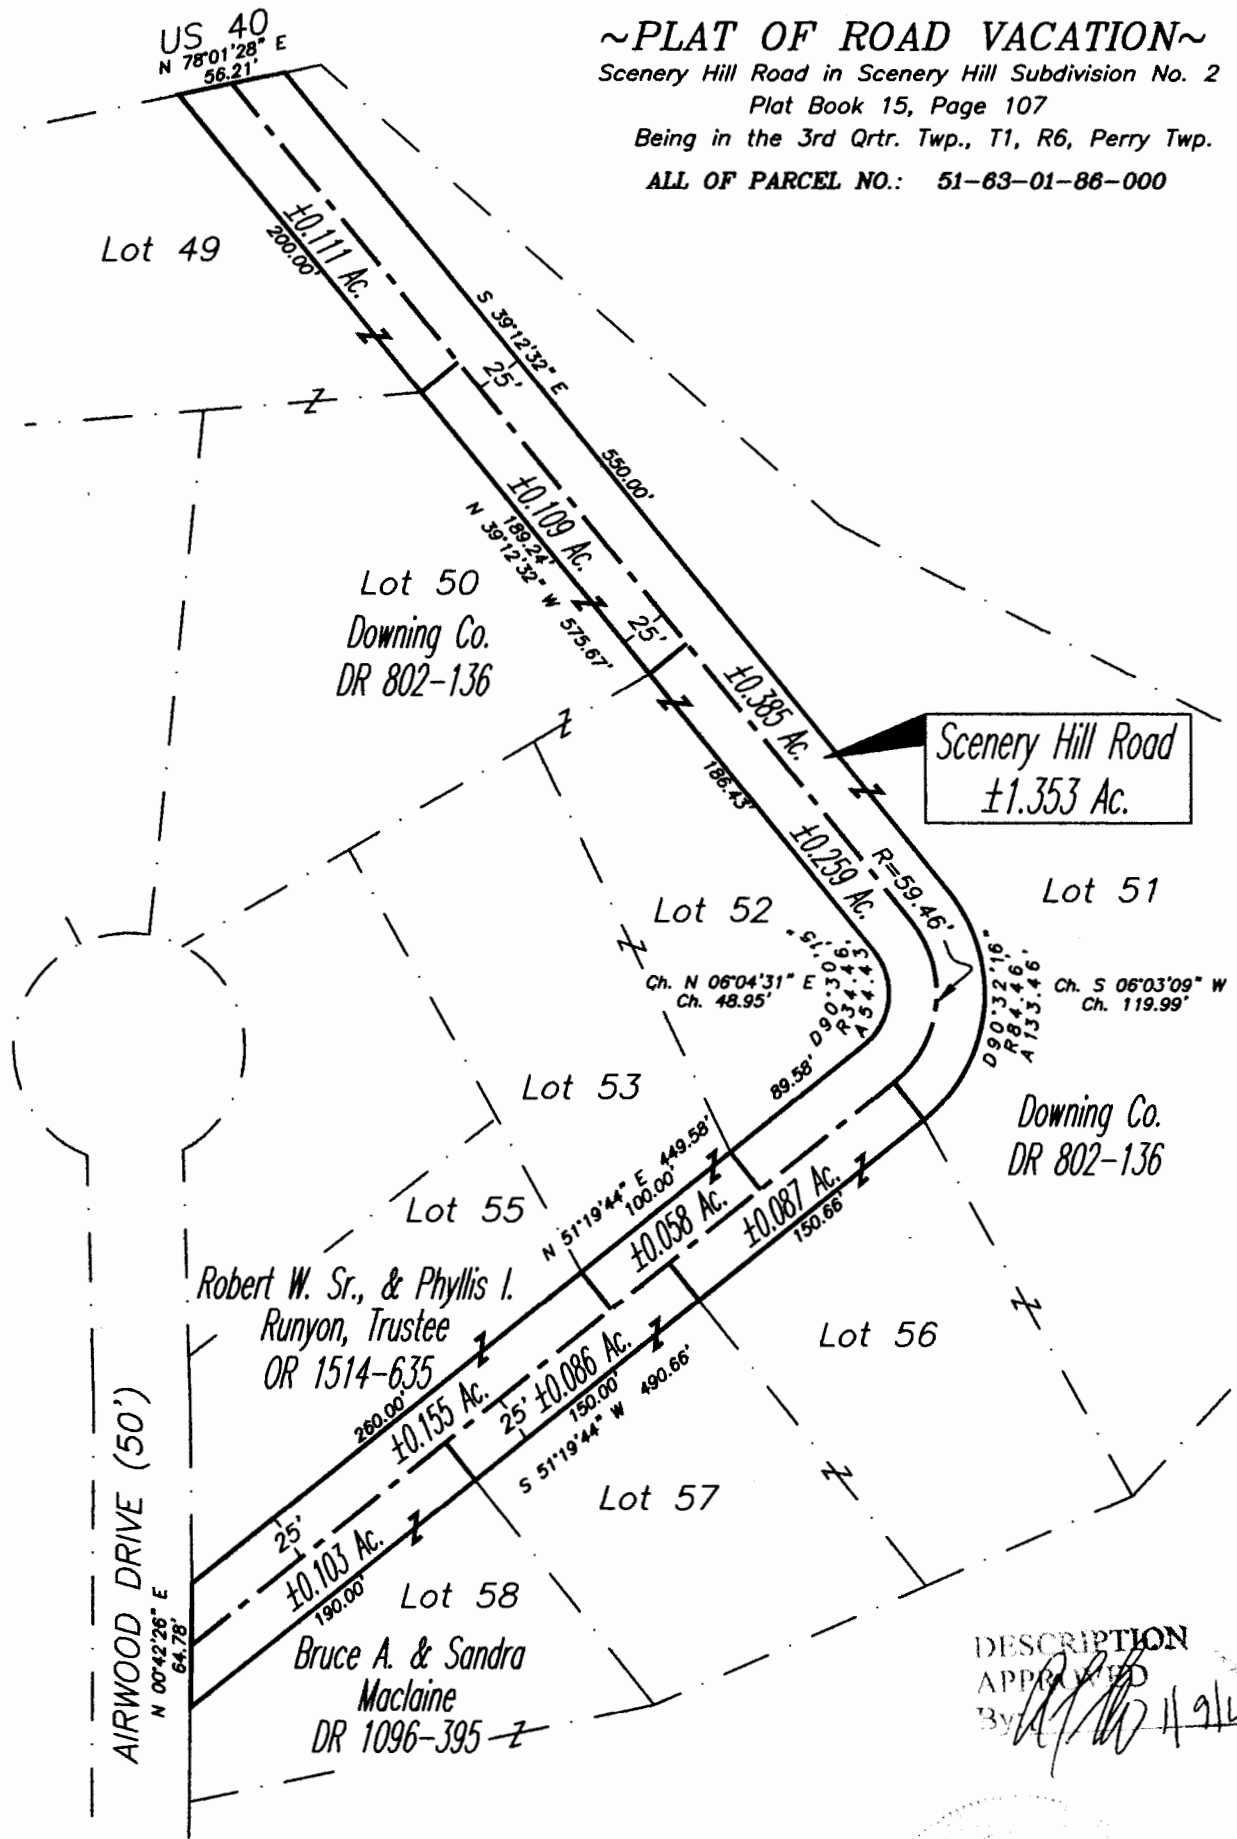 US 40
N 78°01'28" E
56.21'
~PLAT OF ROAD VACATION~
Scenery Hill Road in Scenery Hill Subdivision No. 2
Plat Book 15, Page 107
Being in the 3rd Qrtr. Twp., T1, R6, Perry Twp.
ALL OF PARCEL NO.: 51-63-01-86-000
Lot 49
±0.111 Ac.
200.00'
S 39°12'32" E
25'
550.00'
±0.109 Ac.
189.24'
N 39°12'32" W 575.67'
25'
Lot 50
Downing Co.
DR 802-136
±0.385 Ac.
Scenery Hill Road
±1.353 Ac.
186.43'
±0.259 Ac.
R=59.46'
Lot 51
Lot 52
Ch. N 06°04'31" E
Ch. 48.95'
D90°30'15"
R34.46'
A54.43'
D90°32'16"
R84.46'
A133.46'
Ch. S 06°03'09" W
Ch. 119.99'
89.58'
Lot 53
Downing Co.
DR 802-136
N 51°19'44" E 449.58'
100.00'
±0.058 Ac.
±0.087 Ac.
150.66'
Lot 55
Robert W. Sr., & Phyllis I.
Runyon, Trustee
OR 1514-635
Lot 56
260.00'
±0.155 Ac.
25'
±0.086 Ac.
150.00'
S 51°19'44" W 490.66'
Lot 57
25'
±0.103 Ac.
190.00'
Lot 58
Bruce A. & Sandra
Maclaine
DR 1096-395
AIRWOOD DRIVE (50')
N 00°42'26" E
64.78'
DESCRIPTION
APPROVED
By